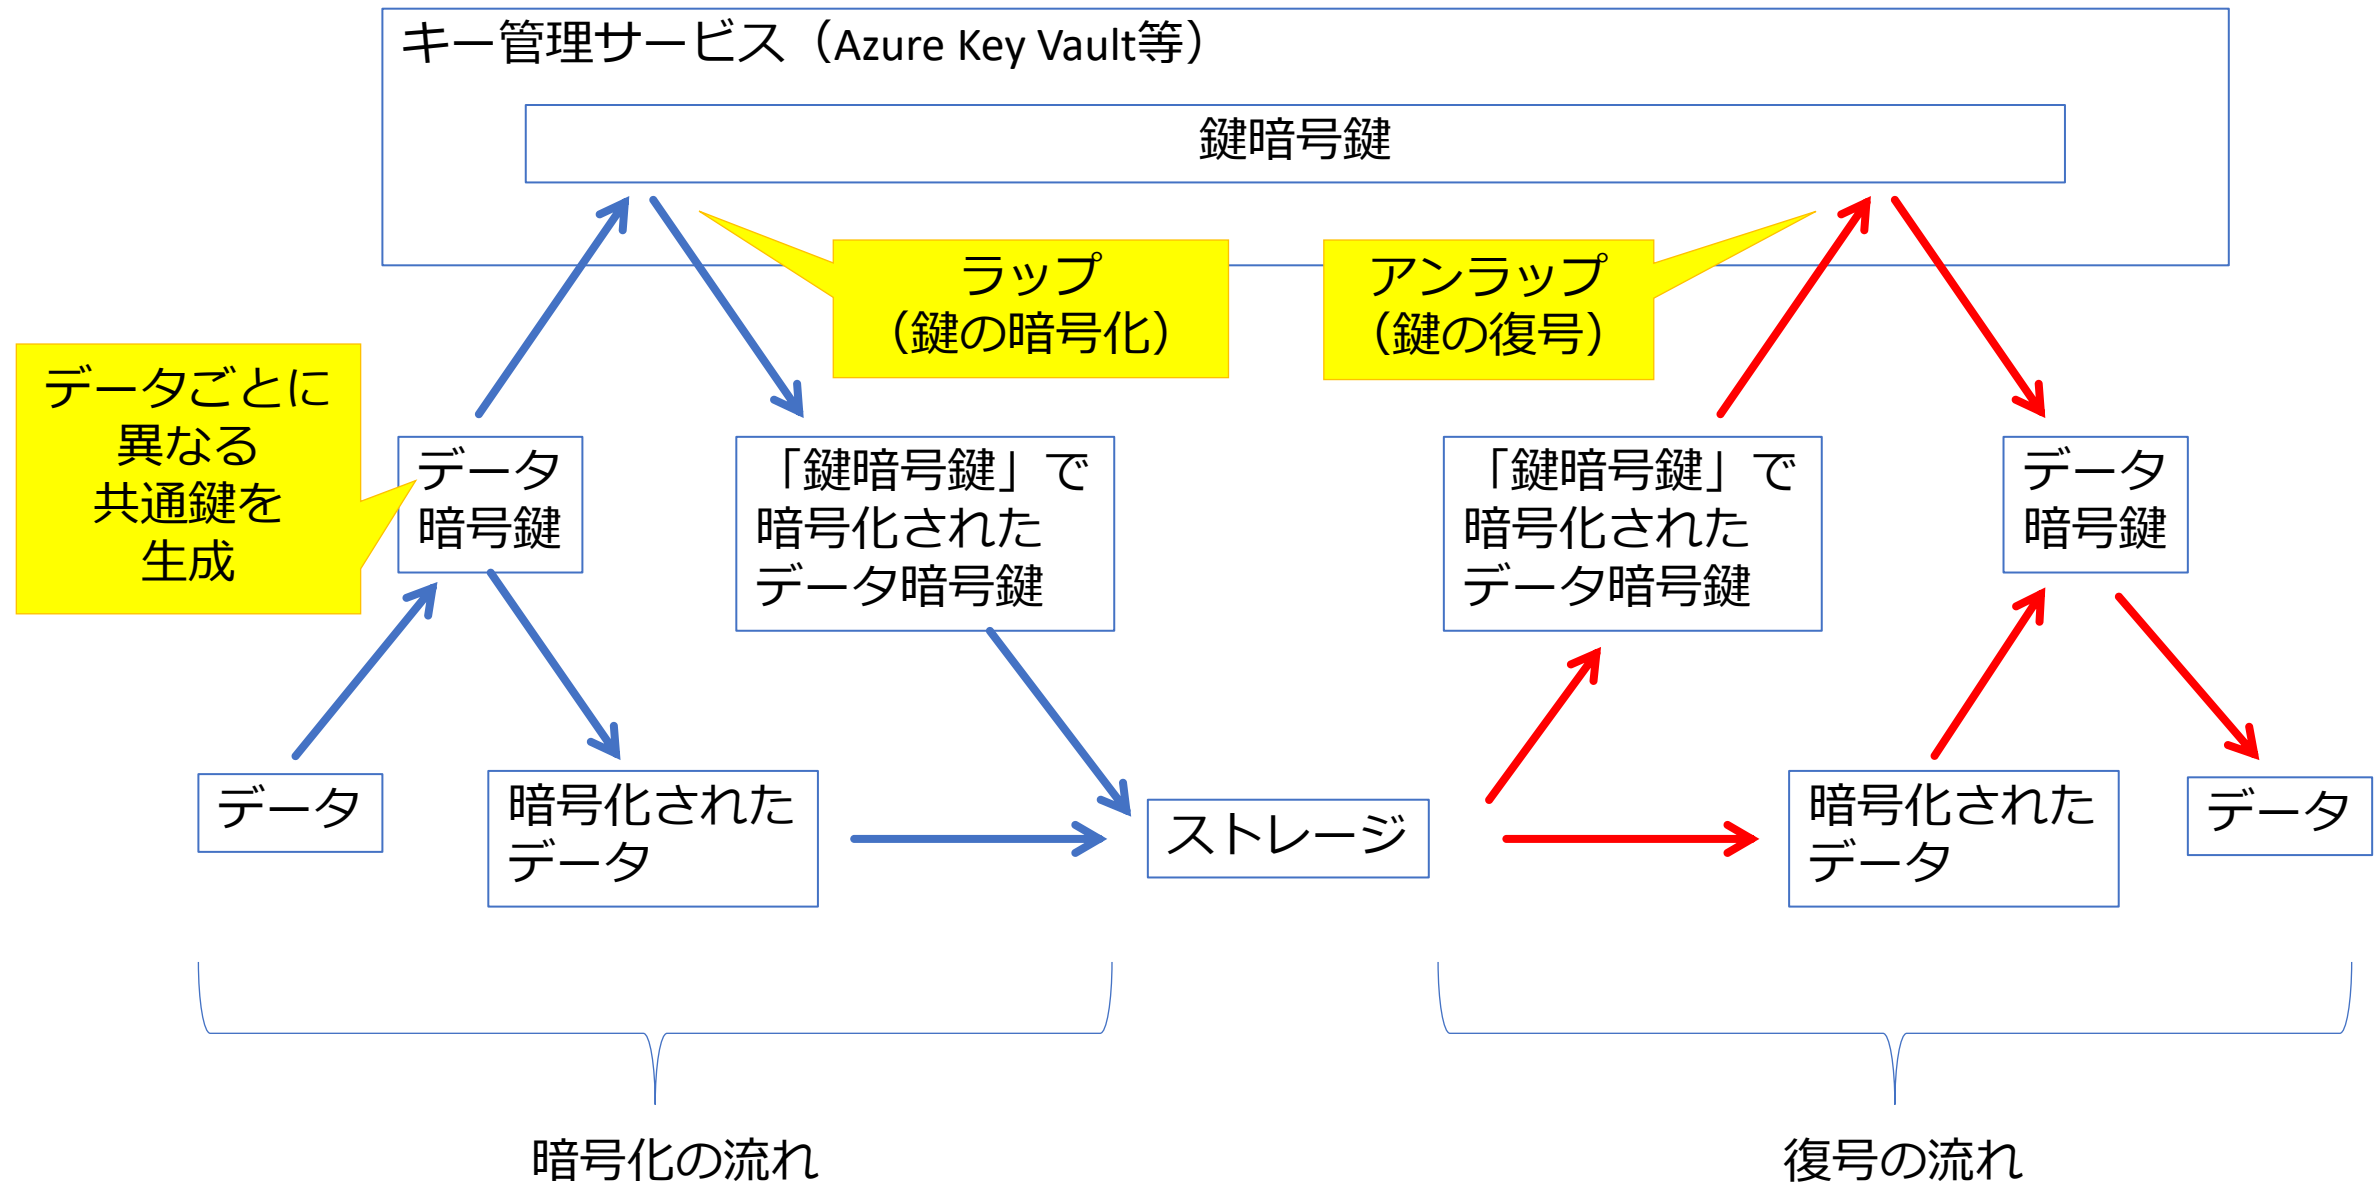 キー管理サービス（Azure Key Vault等）
鍵暗号鍵
ラップ
（鍵の暗号化）
アンラップ
（鍵の復号）
データごとに
異なる
共通鍵を
生成
データ
暗号鍵
「鍵暗号鍵」で
暗号化された
データ暗号鍵
「鍵暗号鍵」で
暗号化された
データ暗号鍵
データ
暗号鍵
データ
暗号化された
データ
ストレージ
暗号化された
データ
データ
暗号化の流れ
復号の流れ